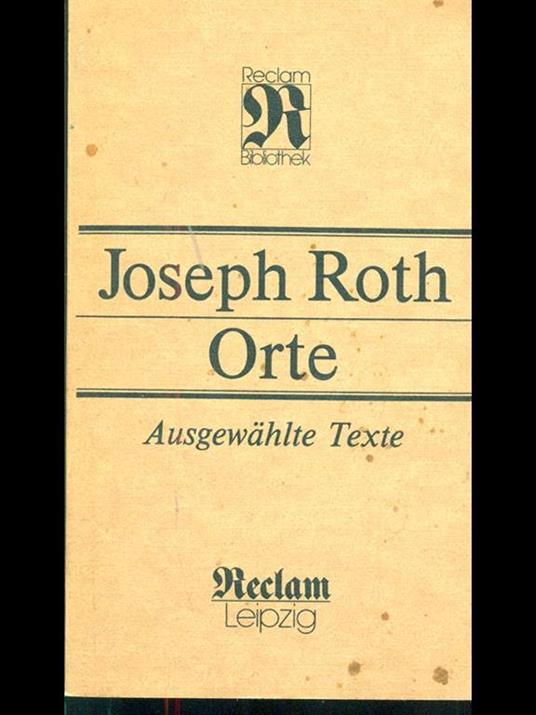 Reclam
R
Bibliothek
Joseph Roth
Orte
Ausgewählte Texte
Reclam
Leipzig